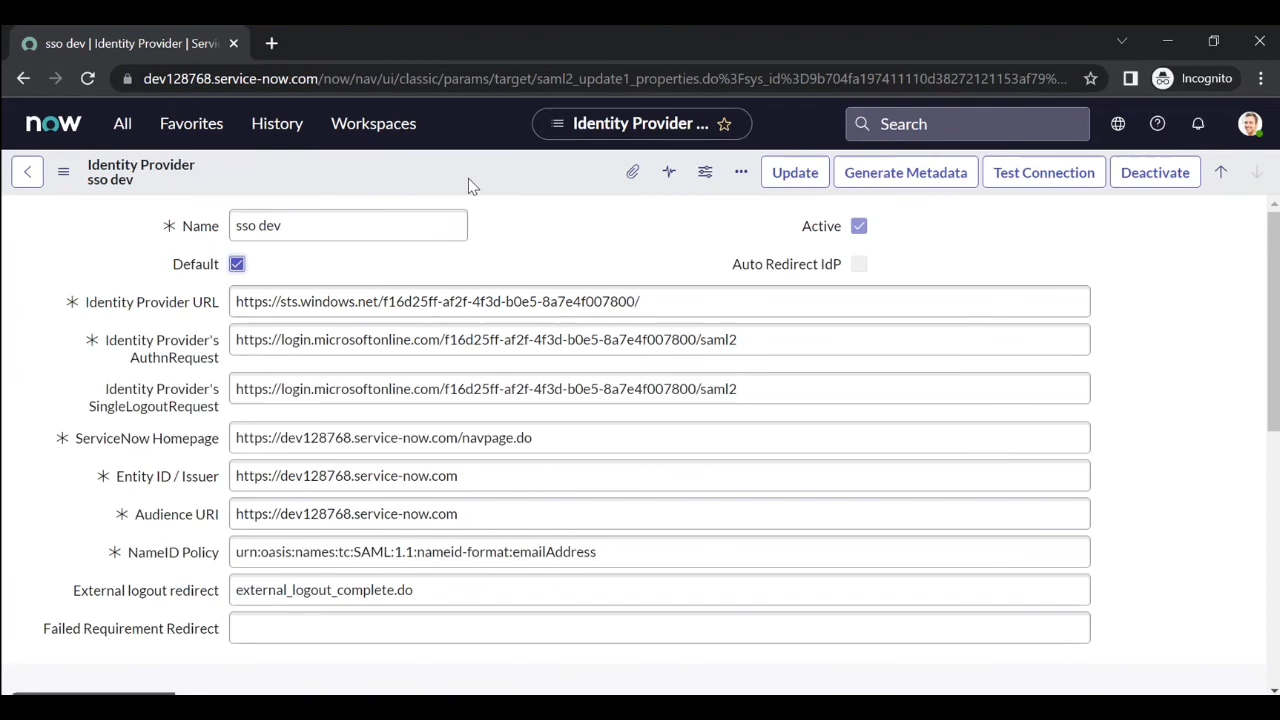 sso dev | Identity Provider | Servic
dev128768.service-now.com/now/nav/ui/classic/params/target/saml2_update1_properties.do%3Fsys_id%3D9b704fa197411110d38272121153af79%...
Incognito
now
All
Favorites
History
Workspaces
Identity Provider ...
Search
Identity Provider
sso dev
Update
Generate Metadata
Test Connection
Deactivate
* Name
sso dev
Active
Default
Auto Redirect IdP
* Identity Provider URL
https://sts.windows.net/f16d25ff-af2f-4f3d-b0e5-8a7e4f007800/
* Identity Provider's
AuthnRequest
https://login.microsoftonline.com/f16d25ff-af2f-4f3d-b0e5-8a7e4f007800/saml2
Identity Provider's
SingleLogoutRequest
https://login.microsoftonline.com/f16d25ff-af2f-4f3d-b0e5-8a7e4f007800/saml2
* ServiceNow Homepage
https://dev128768.service-now.com/navpage.do
* Entity ID / Issuer
https://dev128768.service-now.com
* Audience URI
https://dev128768.service-now.com
* NameID Policy
urn:oasis:names:tc:SAML:1.1:nameid-format:emailAddress
External logout redirect
external_logout_complete.do
Failed Requirement Redirect